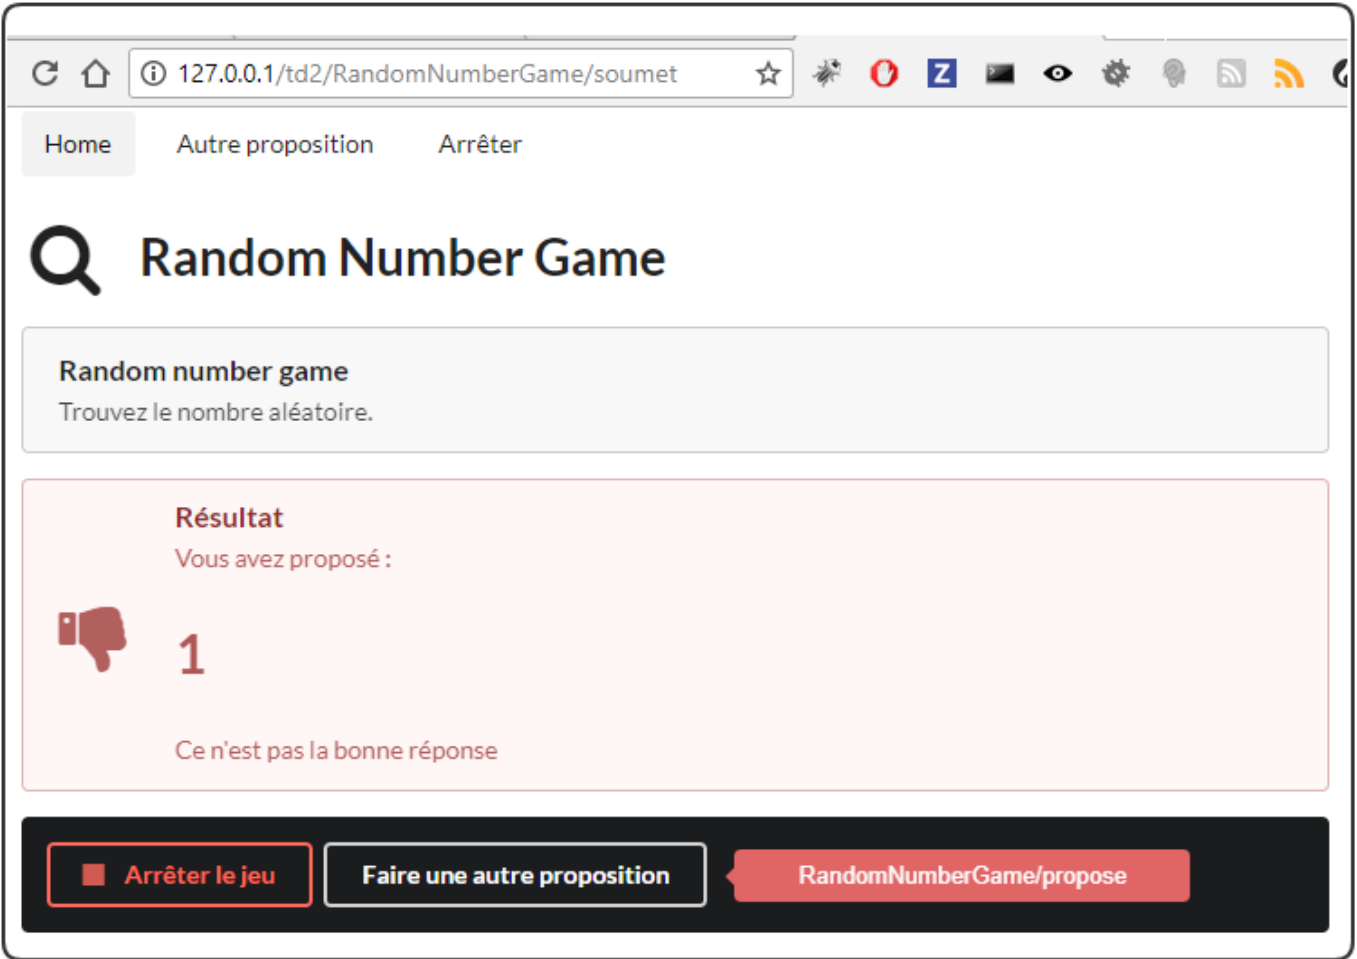 127.0.0.1/td2/RandomNumberGame/soumet
Z
Home Autre proposition Arrêter
Random Number Game
Random number game
Trouvez le nombre aléatoire.
Résultat
Vous avez proposé :
1
Ce n'est pas la bonne réponse
Arrêter le jeu Faire une autre proposition RandomNumberGame/propose